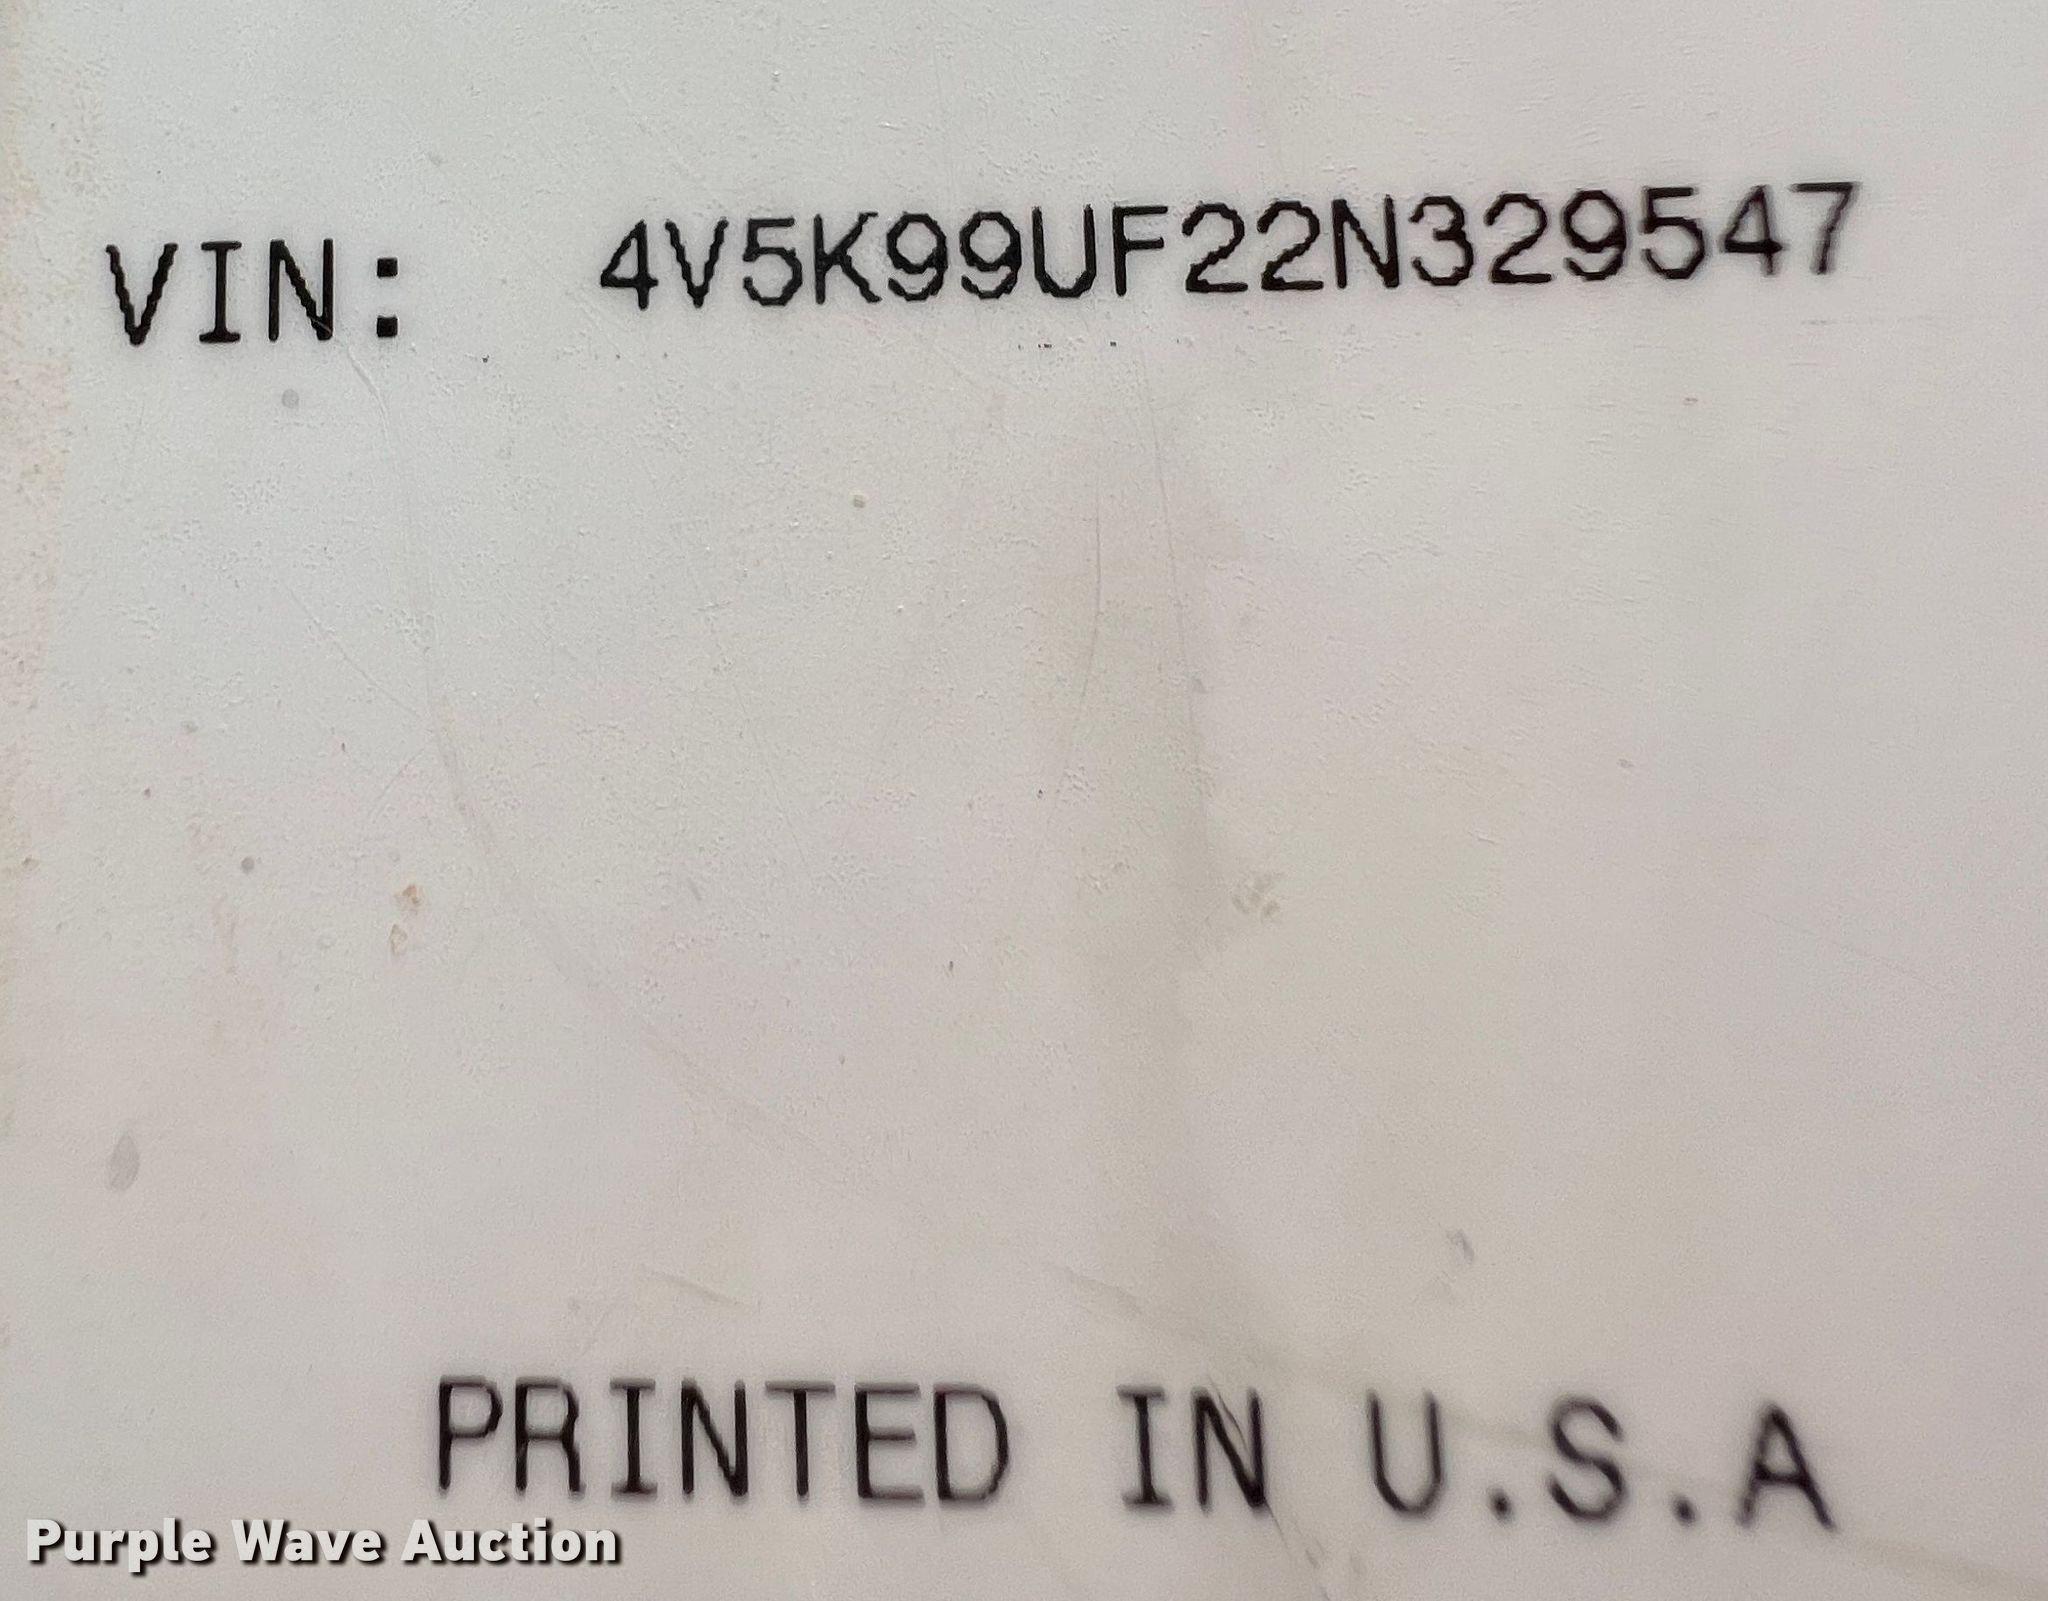 VIN: 4V5K99UF22N329547
PRINTED IN U.S.A
Purple Wave Auction